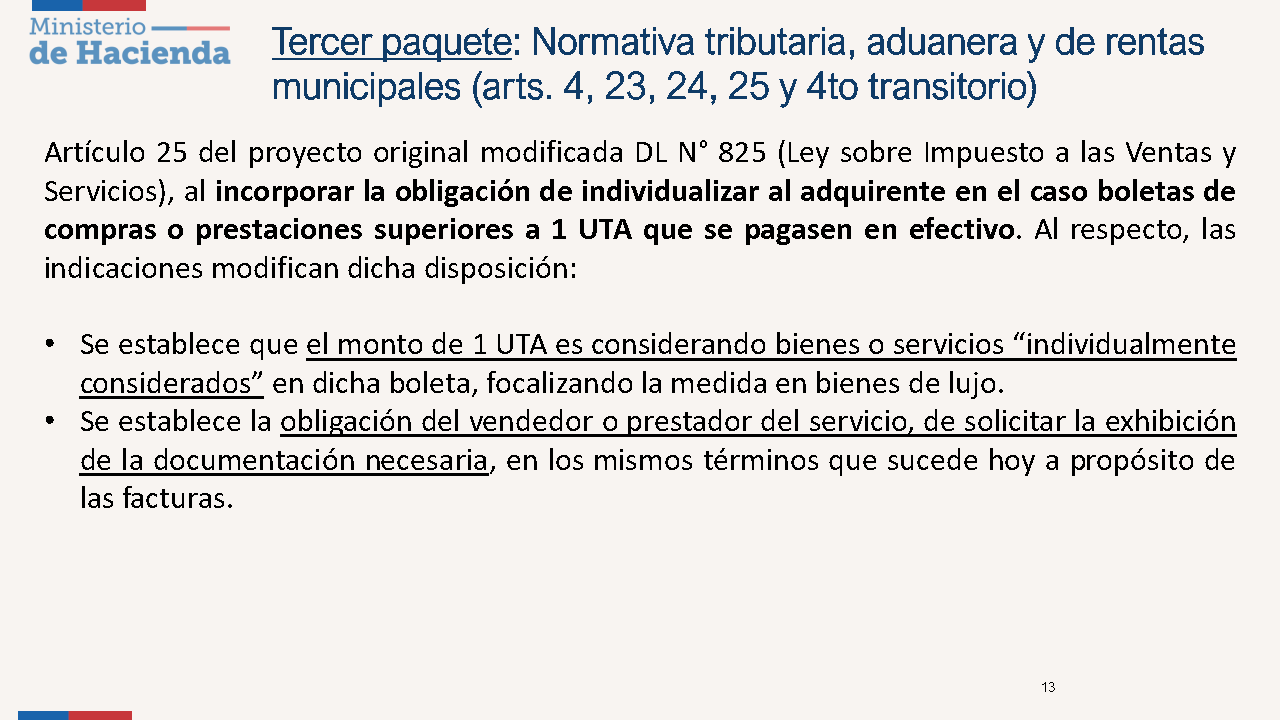 Ministerio
de Hacienda
Tercer paquete: Normativa tributaria, aduanera y de rentas
municipales (arts. 4, 23, 24, 25 y 4to transitorio)
Artículo 25 del proyecto original modificada DL N° 825 (Ley sobre Impuesto a las Ventas y
Servicios), al incorporar la obligación de individualizar al adquirente en el caso boletas de
compras o prestaciones superiores a 1 UTA que se pagasen en efectivo. Al respecto, las
indicaciones modifican dicha disposición:
• Se establece que el monto de 1 UTA es considerando bienes o servicios “individualmente
considerados” en dicha boleta, focalizando la medida en bienes de lujo.
• Se establece la obligación del vendedor o prestador del servicio, de solicitar la exhibición
de la documentación necesaria, en los mismos términos que sucede hoy a propósito de
las facturas.
13